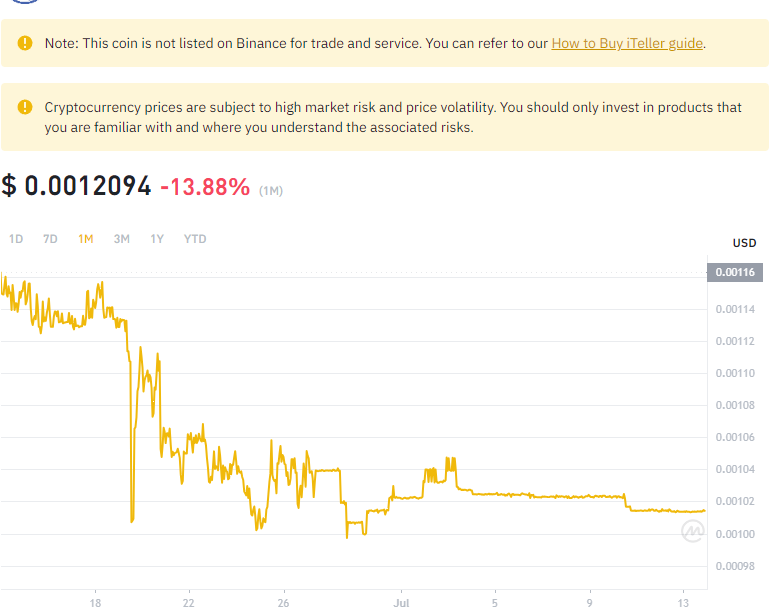 Note: This coin is not listed on Binance for trade and service. You can refer to our How to Buy iTeller guide.
Cryptocurrency prices are subject to high market risk and price volatility. You should only invest in products that
you are familiar with and where you understand the associated risks.
$ 0.0012094 -13.88% (1M)
1D 7D 1M 3M 1Y YTD
USD
0.00116
0.00114
0.00112
0.00110
0.00108
0.00106
0.00104
0.00102
0.00100
0.00098
18 22 26 Jul 5 9 13